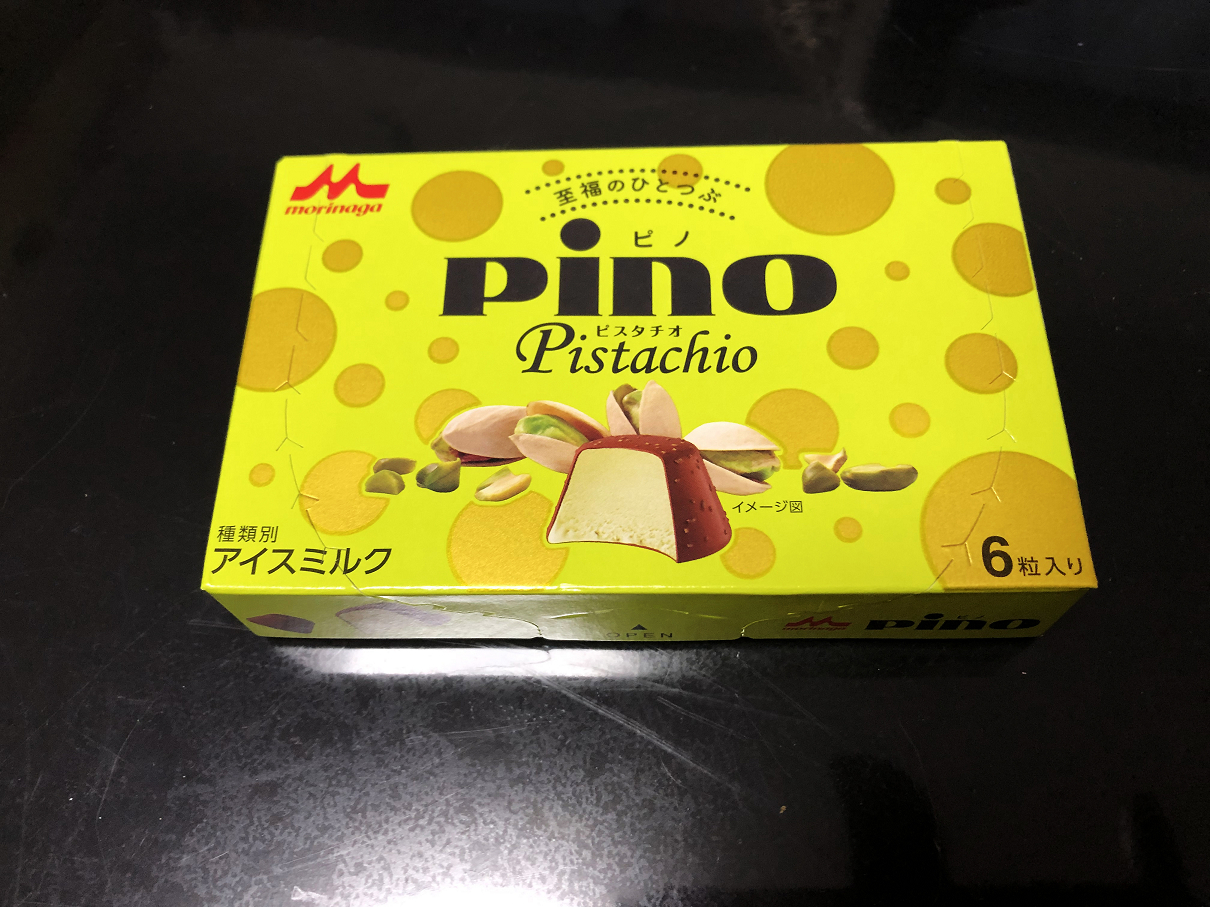 morinaga
至福のひとつぶ
ピノ
pino
ピスタチオ
Pistachio
イメージ図
種類別
アイスミルク
6粒入り
OPEN
morinaga
ピノ
pino